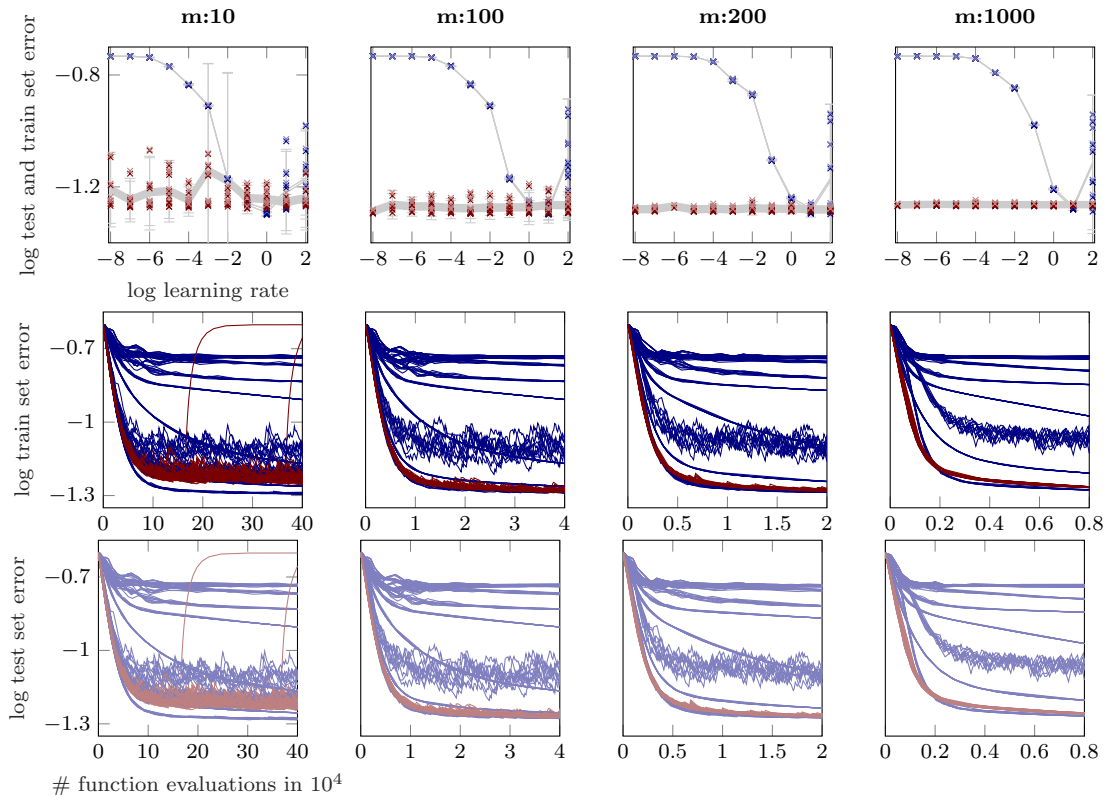 m:10 m:100 m:200 m:1000
log test and train set error
−0.8
−1.2
−8 −6 −4 −2 0 2
−8 −6 −4 −2 0 2
−8 −6 −4 −2 0 2
−8 −6 −4 −2 0 2
log learning rate
log train set error
−0.7
−1
−1.3
0 10 20 30 40
0 1 2 3 4
0 0.5 1 1.5 2
0 0.2 0.4 0.6 0.8
log test set error
−0.7
−1
−1.3
0 10 20 30 40
0 1 2 3 4
0 0.5 1 1.5 2
0 0.2 0.4 0.6 0.8
# function evaluations in 10⁴